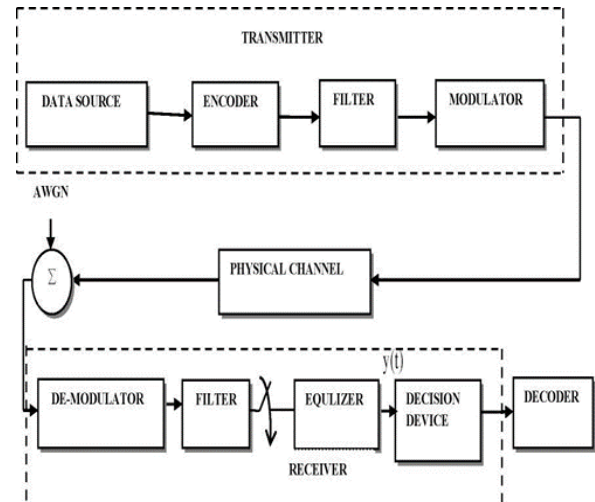 TRANSMITTER
DATA SOURCE
ENCODER
FILTER
MODULATOR
AWGN
Σ
PHYSICAL CHANNEL
y(t)
DE-MODULATOR
FILTER
EQULIZER
DECISION
DEVICE
DECODER
RECEIVER